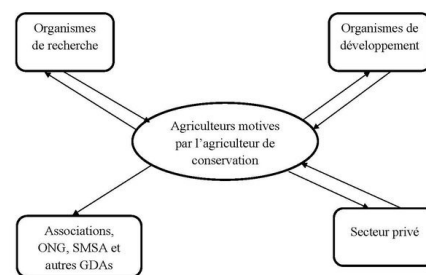 Organismes
de recherche
Organismes de
développement
Agriculteurs motives
par l'agriculteur de
conservation
Associations,
ONG, SMSA et
autres GDAs
Secteur privé